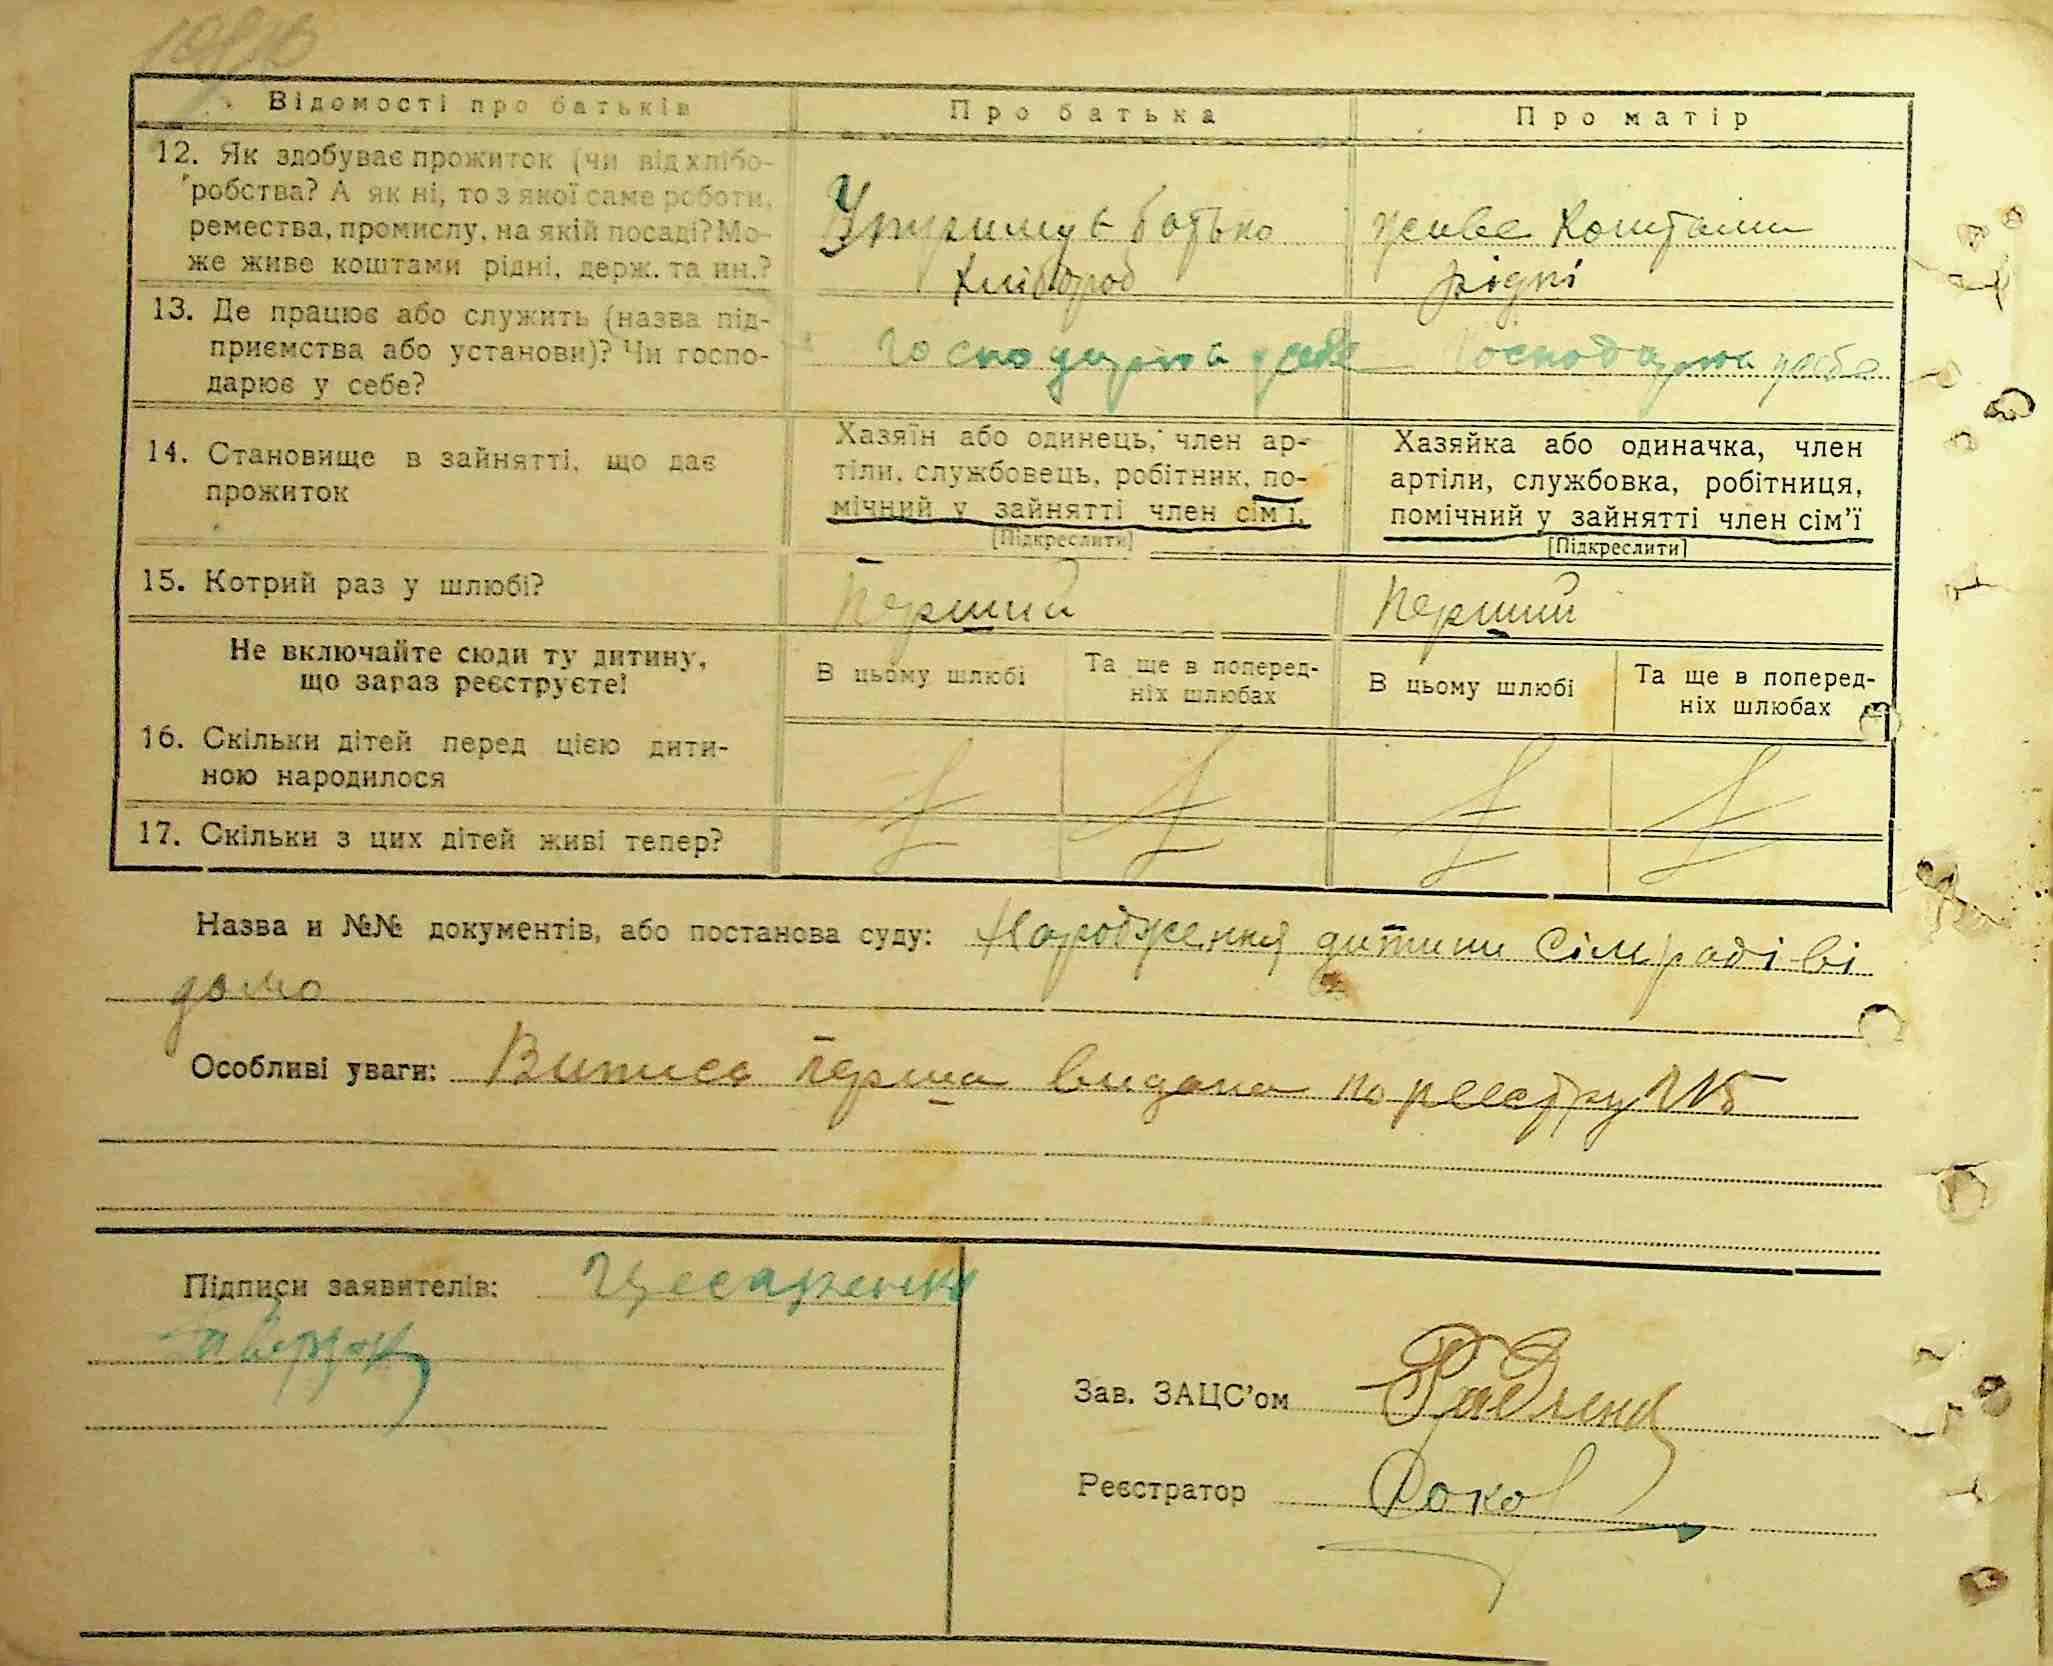 Відомості про батьків Про батька Про матір
12. Як здобуває прожиток (чи від хлібо-
робства? А як ні, то з якої саме роботи,
ремества, промислу, на якій посаді? Мо-
же живе коштами рідні, держ. та ин.?
Утримує батько
хлібороб
живе коштами
рідні
13. Де працює або служить (назва під-
приємства або установи)? Чи госпо-
дарює у себе?
Господарює у себе
Господарює у себе
14. Становище в зайнятті, що дає
прожиток
Хазяїн або одинець, член ар-
тіли, службовець, робітник, по-
мічний у зайнятті член сім'ї.
[Підкреслити]
Хазяйка або одиначка, член
артіли, службовка, робітниця,
помічний у зайнятті член сім'ї
[Підкреслити]
15. Котрий раз у шлюбі? Перший Перший
Не включайте сюди ту дитину,
що зараз реєструєте!
В цьому шлюбі
Та ще в поперед-
ніх шлюбах
В цьому шлюбі
Та ще в поперед-
ніх шлюбах
16. Скільки дітей перед цією дити-
ною народилося
17. Скільки з цих дітей живі тепер?
Назва и №№ документів, або постанова суду: Народження дитини Сільраді ві
домо
Особливі уваги: Випись перша видана по реестру
Підписи заявителів:
Зав. ЗАЦС'ом
Реєстратор